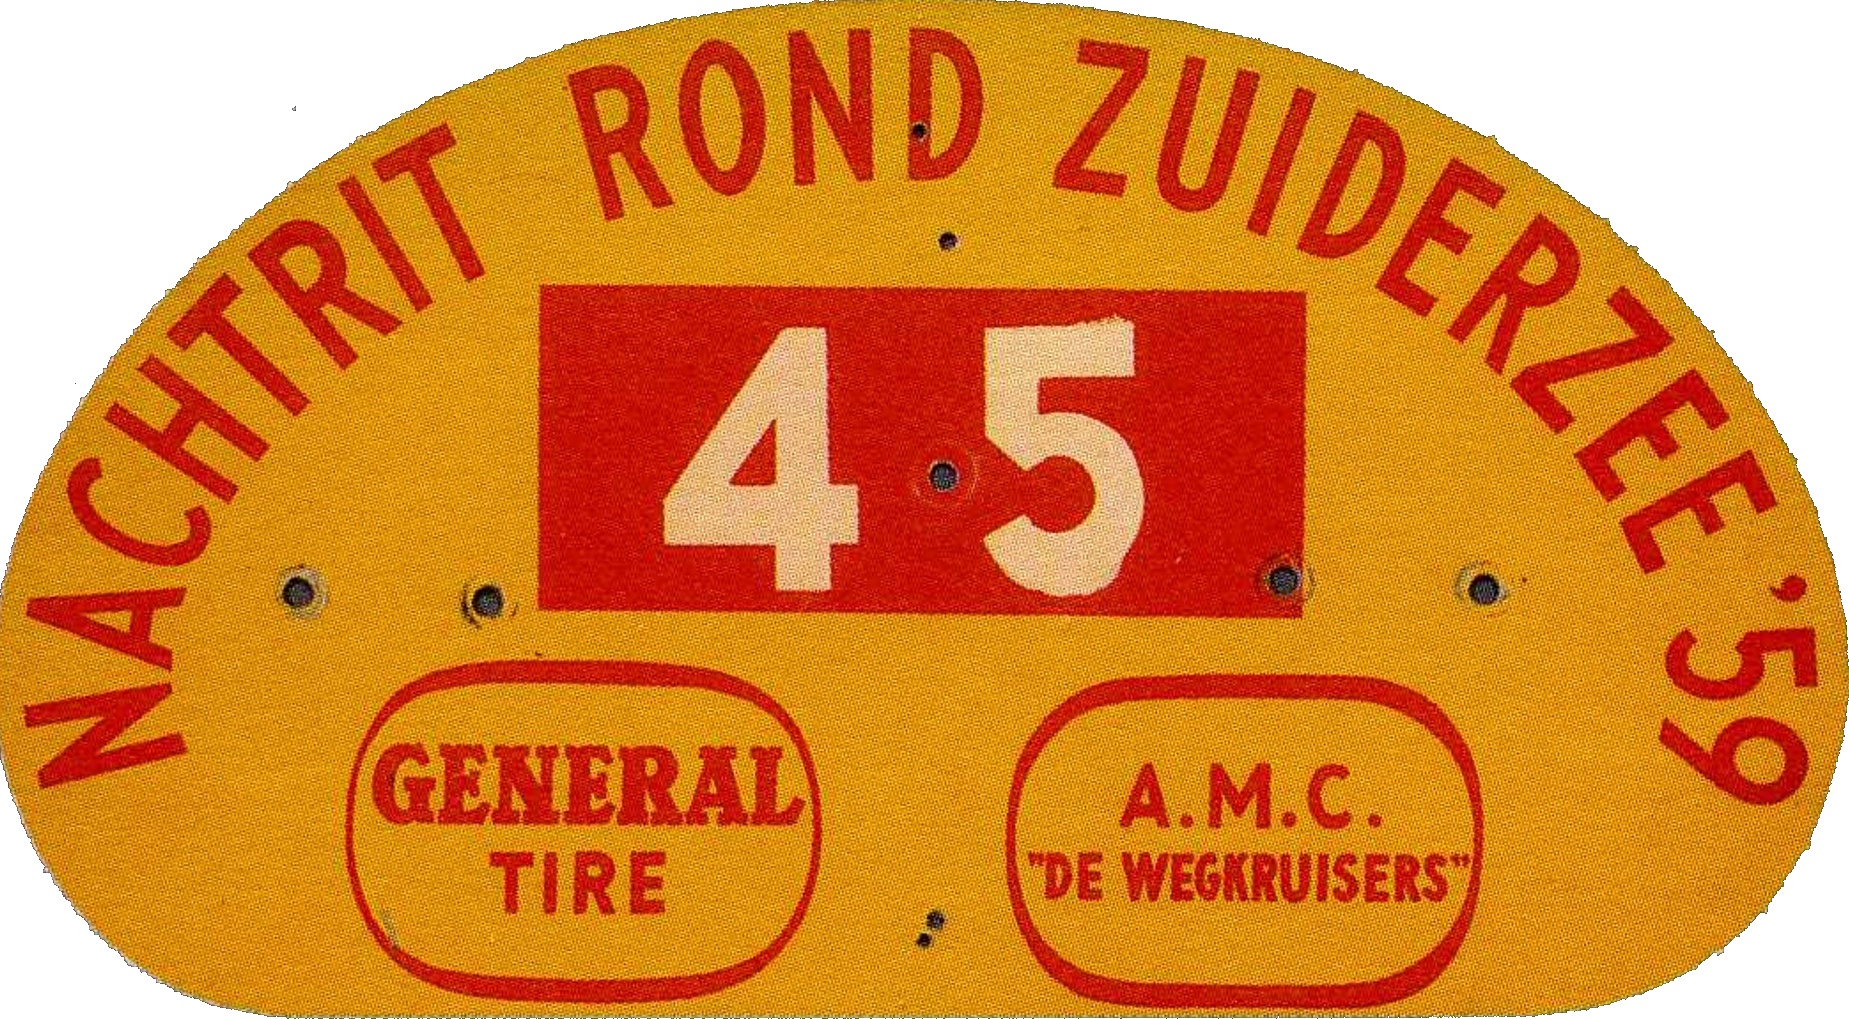 NACHTRIT ROND ZUIDERZEE '59
45
GENERAL
TIRE
A.M.C.
"DE WEGKRUISERS"